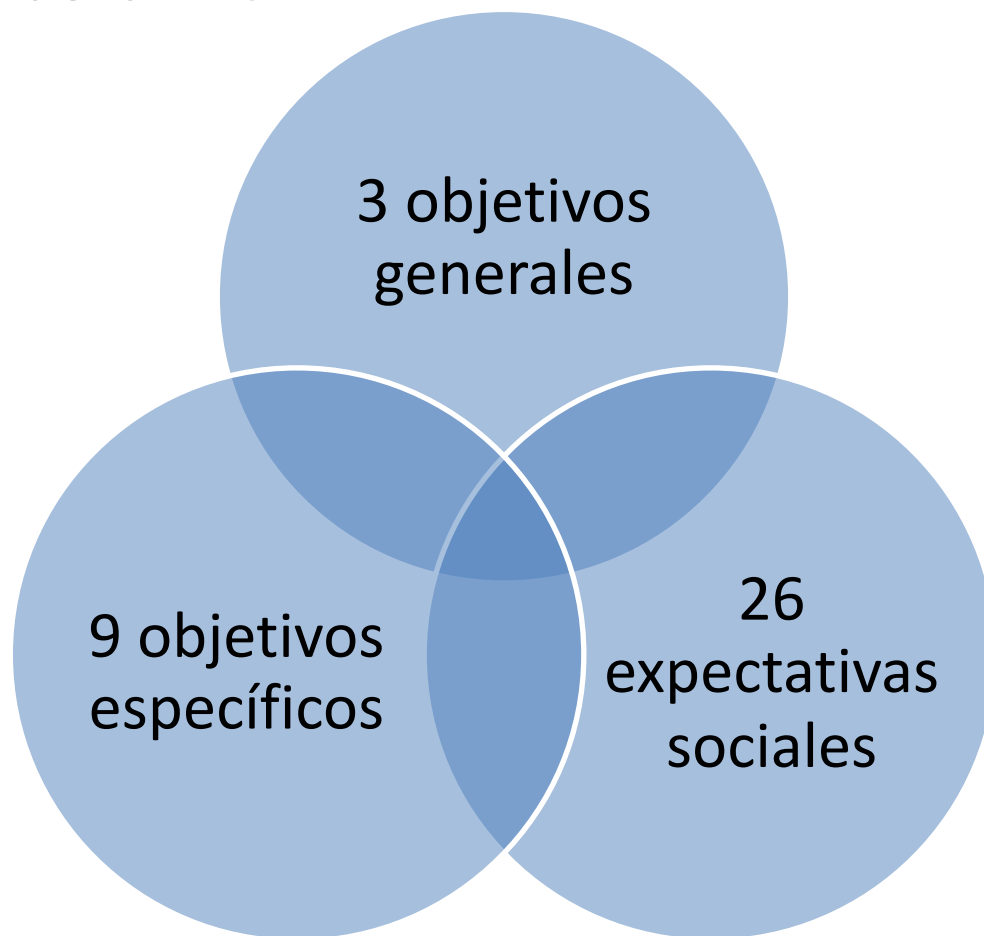 3 objetivos
generales
9 objetivos
específicos
26
expectativas
sociales